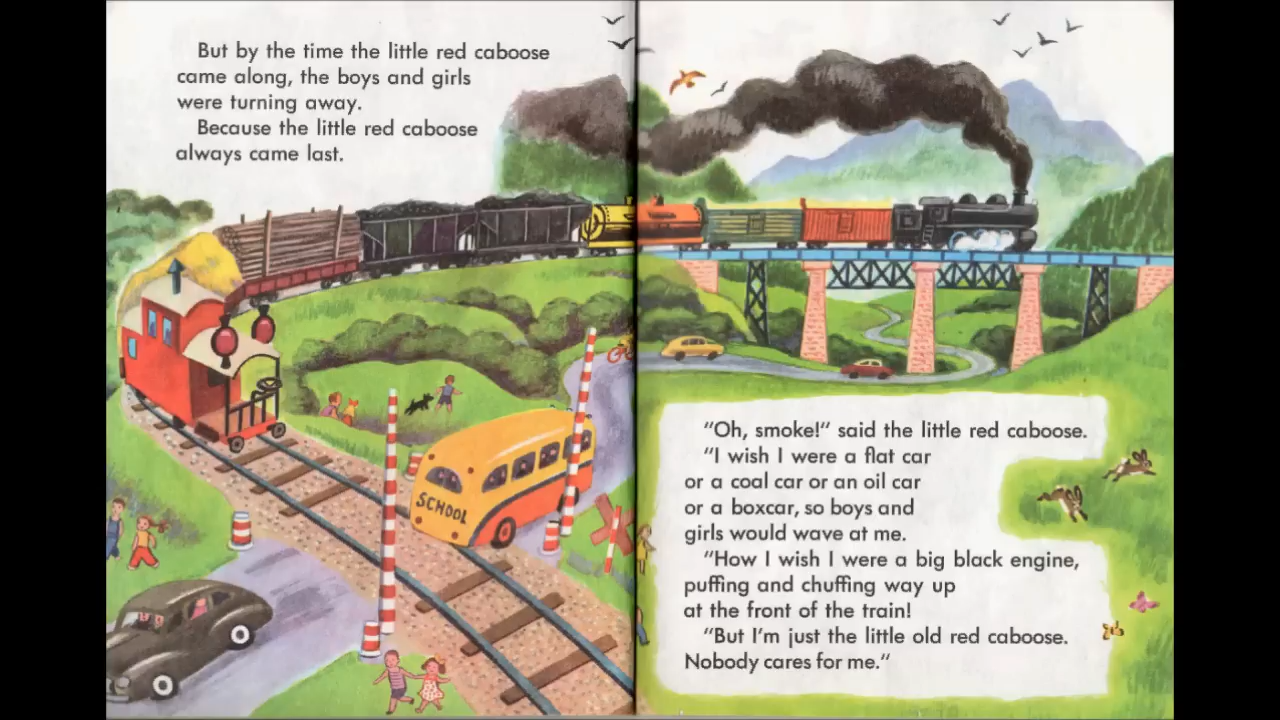 But by the time the little red caboose
came along, the boys and girls
were turning away.
Because the little red caboose
always came last.
SCHOOL
"Oh, smoke!" said the little red caboose.
"I wish I were a flat car
or a coal car or an oil car
or a boxcar, so boys and
girls would wave at me.
"How I wish I were a big black engine,
puffing and chuffing way up
at the front of the train!
"But I'm just the little old red caboose.
Nobody cares for me."